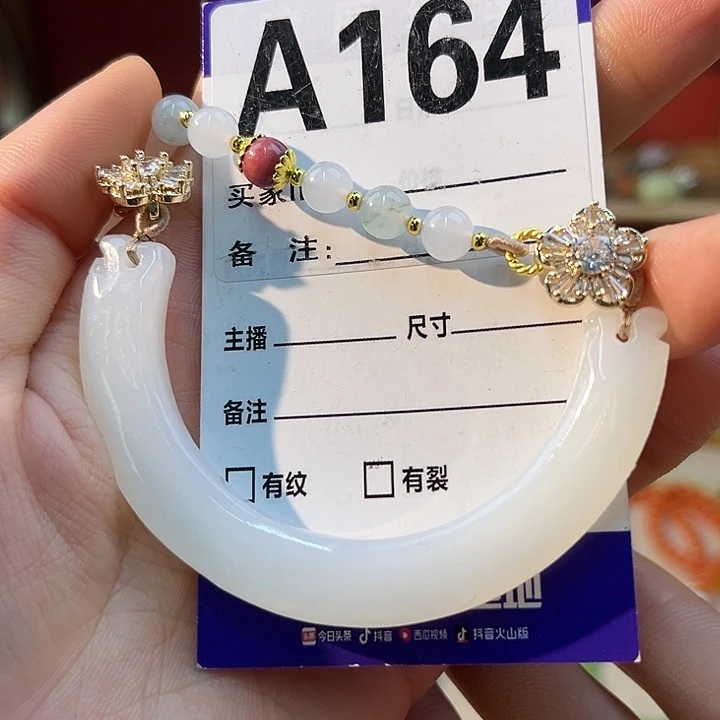 A164
买家
备 注:
主播 尺寸
备注
有纹 有裂
今日头条 抖音 西瓜视频 抖音火山版